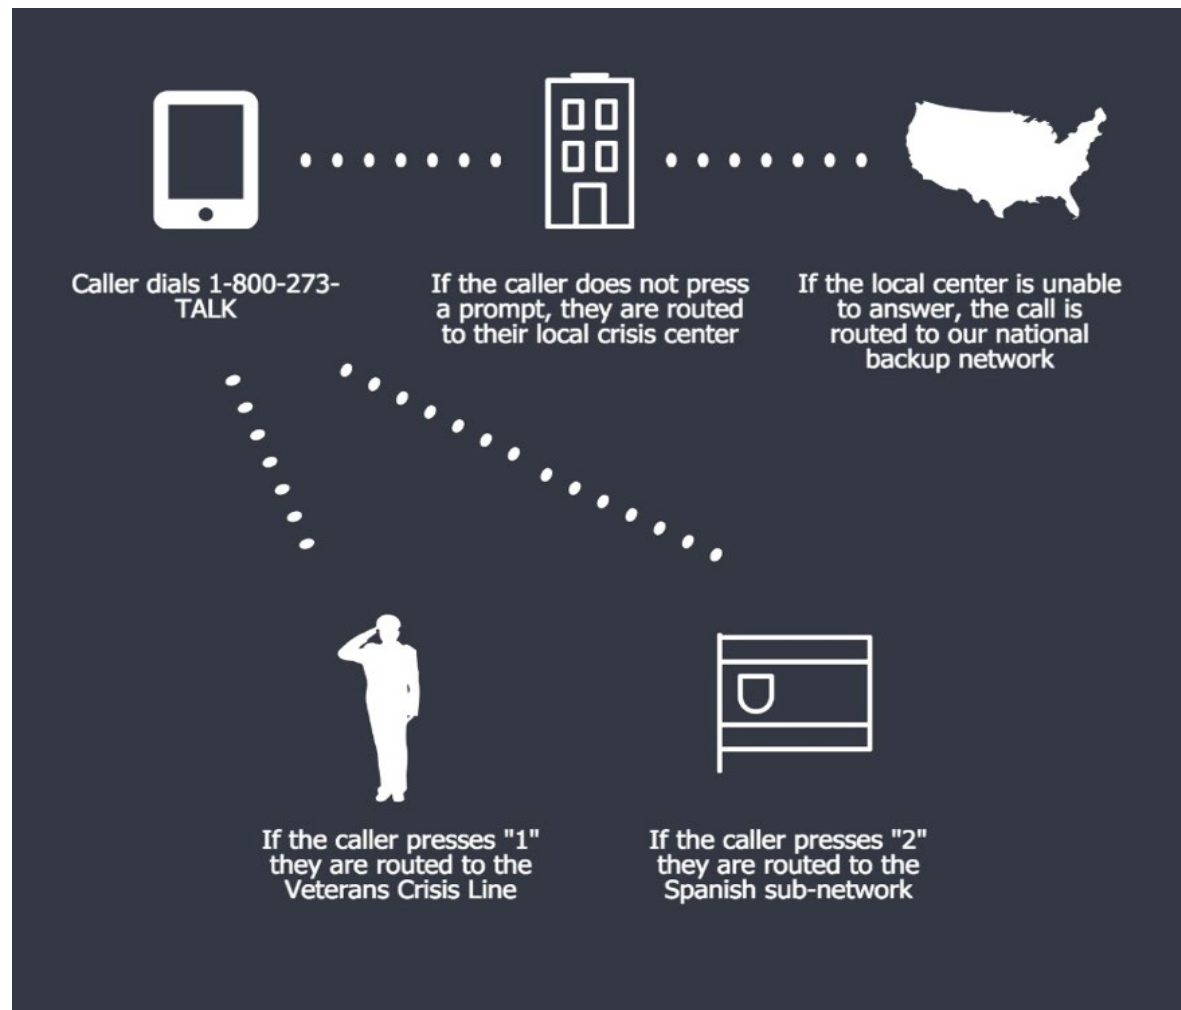 Caller dials 1-800-273-
TALK
If the caller does not press
a prompt, they are routed
to their local crisis center
If the local center is unable
to answer, the call is
routed to our national
backup network
If the caller presses "1"
they are routed to the
Veterans Crisis Line
If the caller presses "2"
they are routed to the
Spanish sub-network